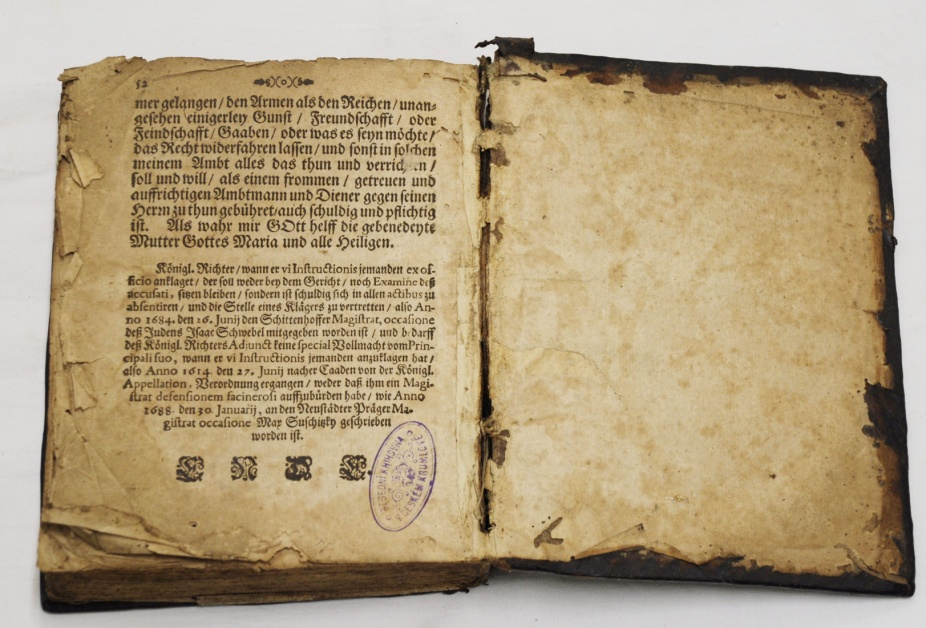 52
mer gelangen / den Armen als den Reichen / unan-
gesehen einigerley Gunst / Freundschafft / oder
Feindschafft / Gaaben / oder was es seyn möchte /
das Recht widerfahren lassen / und sonst in solchen
meinem Ambt alles das thun und
soll und will / als einem frommen / getreuen und
auffrichtigen Ambtmann und Diener gegen seinen
Herrn zu thun gebühret / auch schuldig und pflichtig
ist. Als wahr mir GOtt helff die gebenedeyte
Mutter Gottes Maria und alle Heiligen.
Königl. Richter / wann er vi Instructionis jemanden ex of-
ficio anklaget / der soll weder bey dem Gericht / noch Examine deß
accusati, sitzen bleiben / sondern ist schuldig sich in allen actibus zu
absentiren / und die Stelle eines Klägers zu vertretten / also An-
no 1684. den 16. Junij den Schittenhoffer Magistrat, occasione
deß Judens Isaac Schwebel mitgegeben worden ist / und bedarff
deß Königl. Richters Adjunct keine special Vollmacht vom Prin-
cipali suo, wann er vi Instructionis jemanden anzuklagen hat /
also Anno 1614 den 27. Junij nacher Caaden von der Königl.
Appellation, Verordnung ergangen / weder daß ihm ein Magi-
strat defensionem facinerosi auffzubürden habe / wie Anno
1688. den 30. Januarij, an den Neustädter Präger Ma-
gistrat occasione May Suschitzky geschrieben
worden ist.